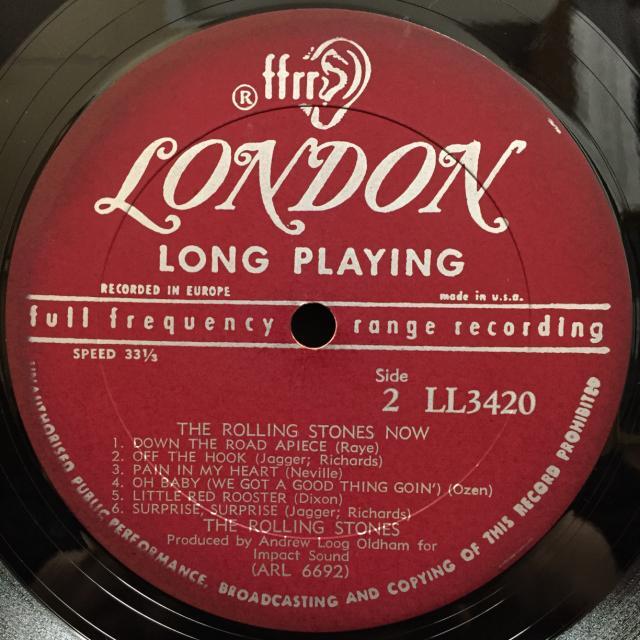 ® ffrr
LONDON
LONG PLAYING
RECORDED IN EUROPE
made in u.s.a.
full frequency range recording
SPEED 33⅓
Side
2 LL3420
THE ROLLING STONES NOW
1. DOWN THE ROAD APIECE (Raye)
2. OFF THE HOOK (Jagger; Richards)
3. PAIN IN MY HEART (Neville)
4. OH BABY (WE GOT A GOOD THING GOIN') (Ozen)
5. LITTLE RED ROOSTER (Dixon)
6. SURPRISE, SURPRISE (Jagger; Richards)
THE ROLLING STONES
Produced by Andrew Loog Oldham for
Impact Sound
(ARL 6692)
UNAUTHORISED PUBLIC PERFORMANCE, BROADCASTING AND COPYING OF THIS RECORD PROHIBITED